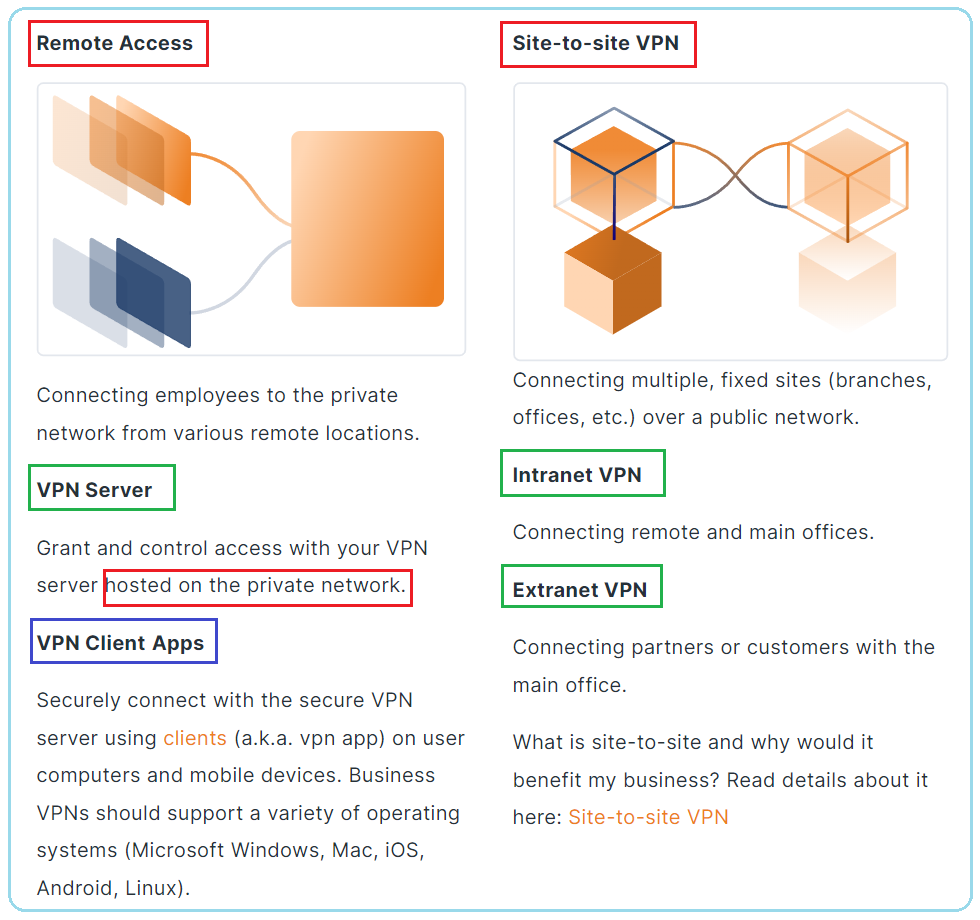 Remote Access
Connecting employees to the private
network from various remote locations.
VPN Server
Grant and control access with your VPN
server hosted on the private network.
VPN Client Apps
Securely connect with the secure VPN
server using clients (a.k.a. vpn app) on user
computers and mobile devices. Business
VPNs should support a variety of operating
systems (Microsoft Windows, Mac, iOS,
Android, Linux).
Site-to-site VPN
Connecting multiple, fixed sites (branches,
offices, etc.) over a public network.
Intranet VPN
Connecting remote and main offices.
Extranet VPN
Connecting partners or customers with the
main office.
What is site-to-site and why would it
benefit my business? Read details about it
here: Site-to-site VPN